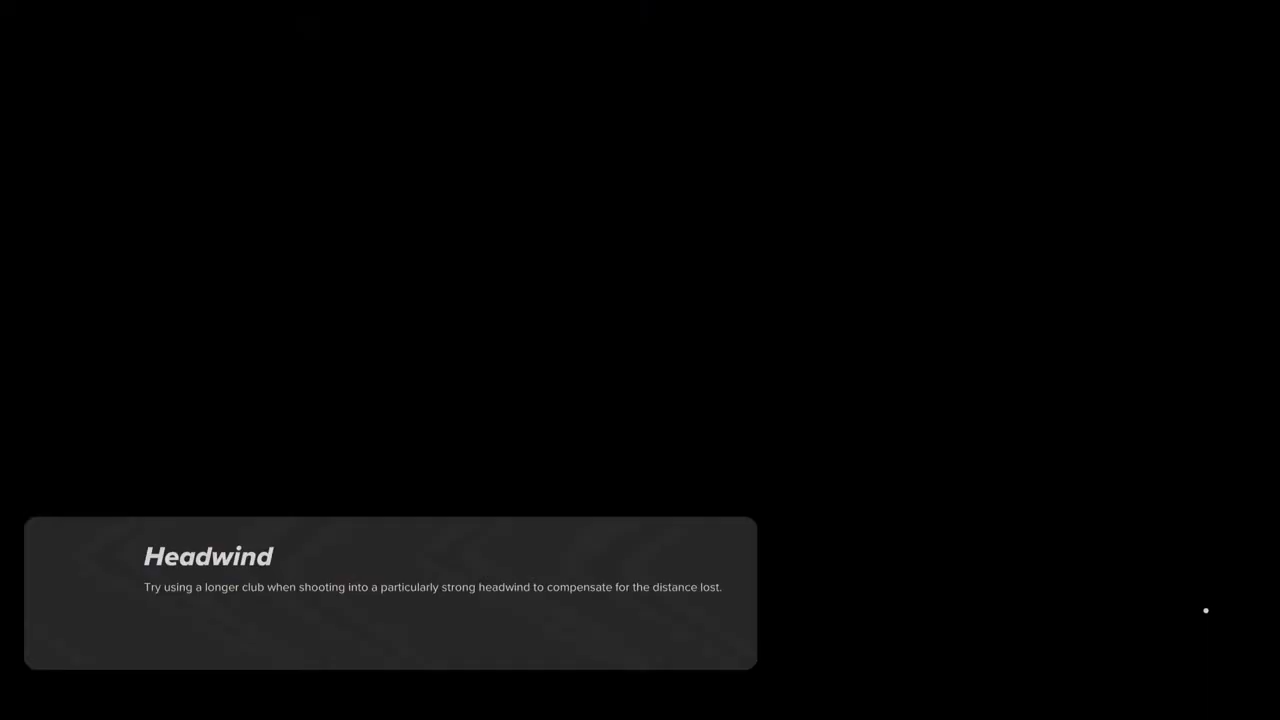 Headwind
Try using a longer club when shooting into a particularly strong headwind to compensate for the distance lost.